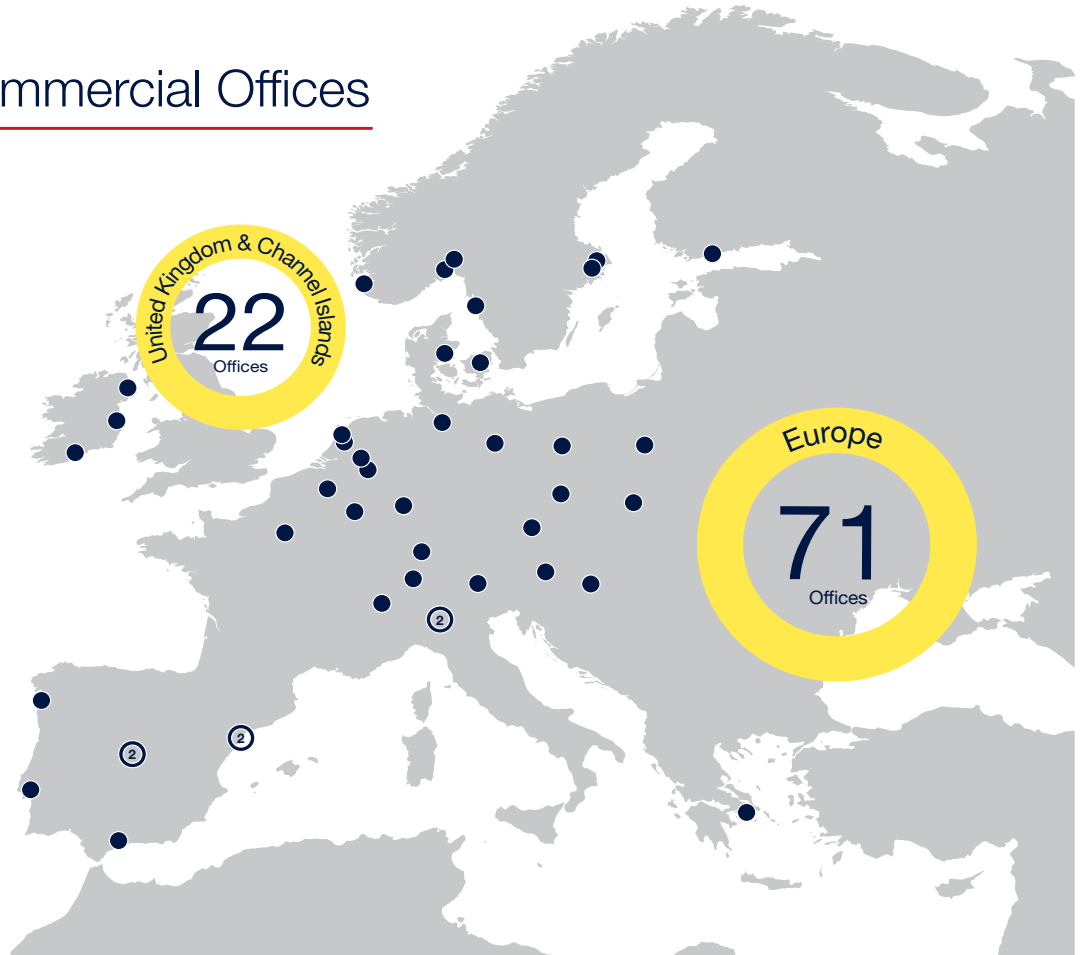 mmercial Offices
United Kingdom & Channel Islands
22
Offices
Europe
71
Offices
2
2
2